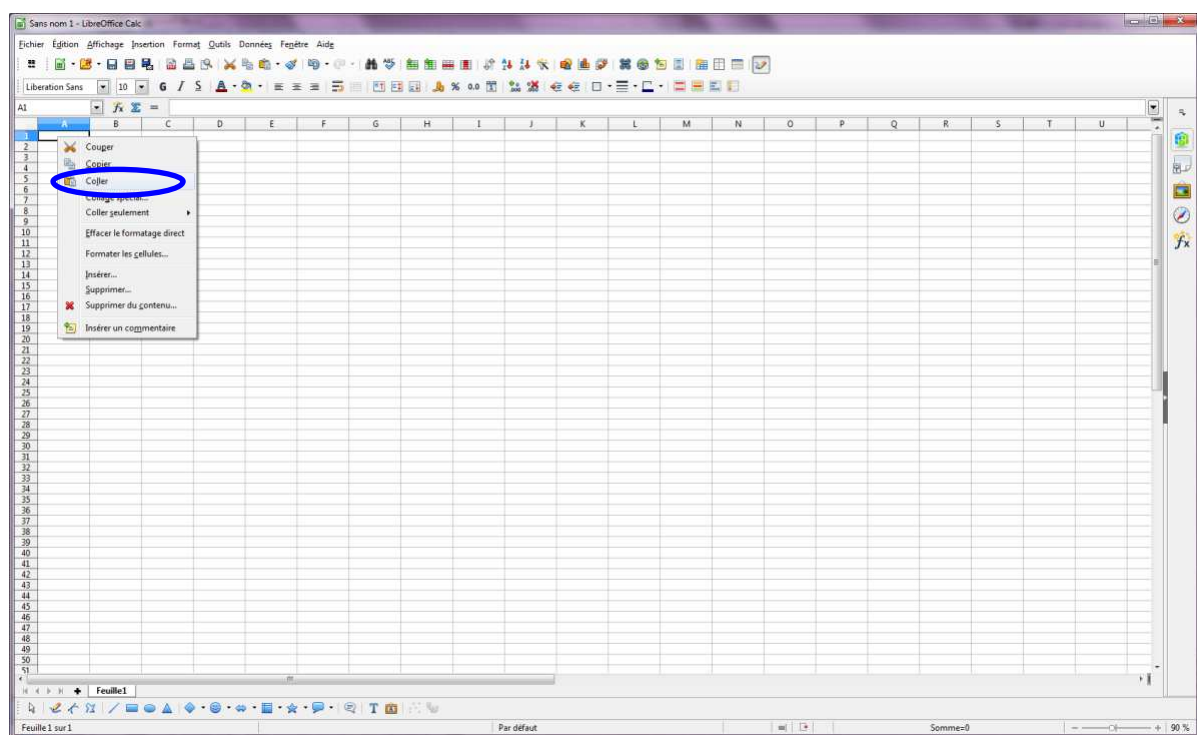 Sans nom 1 - LibreOffice Calc
Fichier Édition Affichage Insertion Format Outils Données Fenêtre Aide
Liberation Sans 10 G I S
A1
A B C D E F G H I J K L M N O P Q R S T U
1
2
3
4
5
6
7
8
9
10
11
12
13
14
15
16
17
18
19
20
21
22
23
24
25
26
27
28
29
30
31
32
33
34
35
36
37
38
39
40
41
42
43
44
45
46
47
48
49
50
51
Couper
Copier
Coller
Collage spécial...
Coller seulement
Effacer le formatage direct
Formater les cellules...
Insérer...
Supprimer...
Supprimer du contenu...
Insérer un commentaire
Feuille1
Feuille 1 sur 1 Par défaut Somme=0 90 %